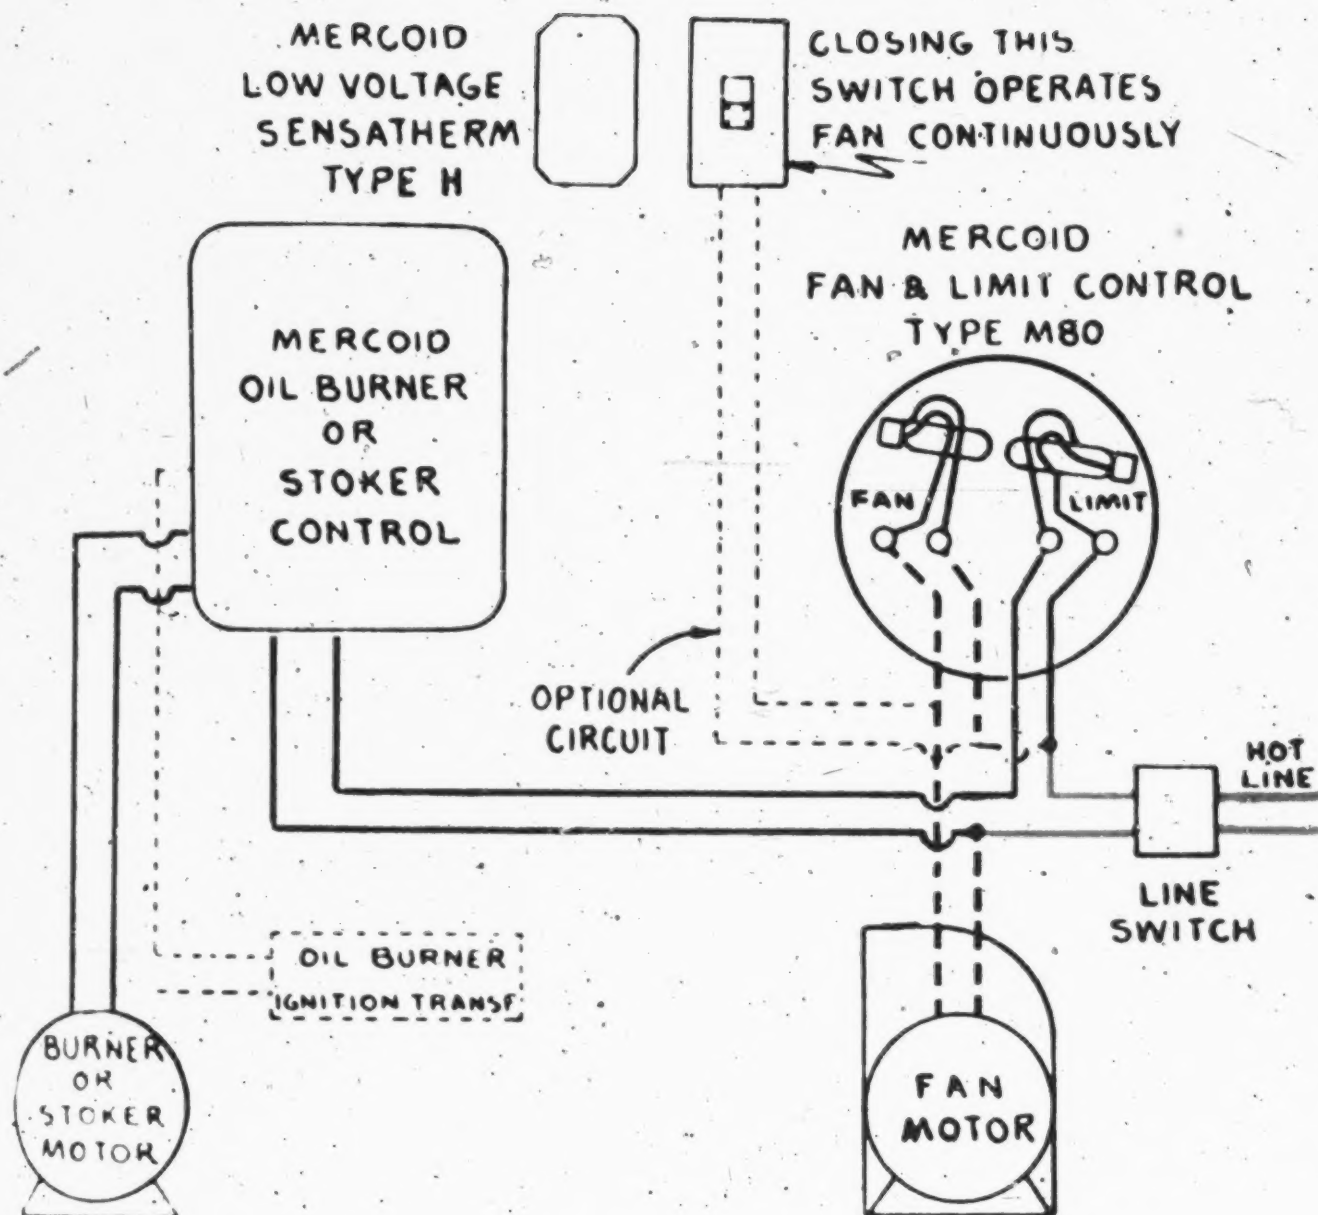 MERCOID
LOW VOLTAGE
SENSATHERM
TYPE H
CLOSING THIS
SWITCH OPERATES
FAN CONTINUOUSLY
MERCOID
FAN & LIMIT CONTROL
TYPE M80
MERCOID
OIL BURNER
OR
STOKER
CONTROL
FAN
LIMIT
OPTIONAL
CIRCUIT
HOT
LINE
LINE
SWITCH
OIL BURNER
IGNITION TRANSF.
BURNER
OR
STOKER
MOTOR
FAN
MOTOR